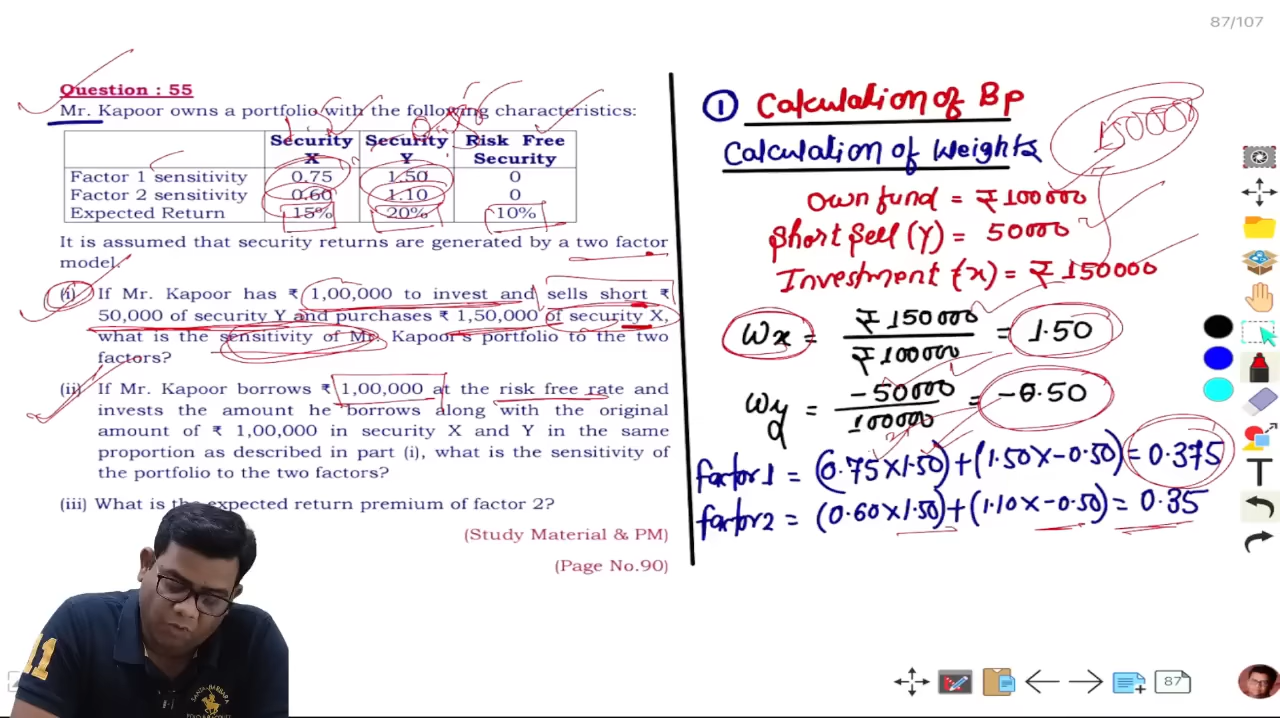 87/107
Question : 55
Mr. Kapoor owns a portfolio with the following characteristics:
Security X Security Y Risk Free Security
Factor 1 sensitivity 0.75 1.50 0
Factor 2 sensitivity 0.60 1.10 0
Expected Return 15% 20% 10%
It is assumed that security returns are generated by a two factor
model.
(i) If Mr. Kapoor has ₹ 1,00,000 to invest and sells short ₹
50,000 of security Y and purchases ₹ 1,50,000 of security X,
what is the sensitivity of Mr. Kapoor's portfolio to the two
factors?
(ii) If Mr. Kapoor borrows ₹ 1,00,000 at the risk free rate and
invests the amount he borrows along with the original
amount of ₹ 1,00,000 in security X and Y in the same
proportion as described in part (i), what is the sensitivity of
the portfolio to the two factors?
(iii) What is the expected return premium of factor 2?
(Study Material & PM)
(Page No.90)
11
① Calculation of Bp
150000
Calculation of Weights
Own fund = ₹ 100000
Short Sell (Y) = 50000
Investment (x) = ₹ 150000
Wx = ₹ 150000 / ₹ 100000 = 1.50
Wy = -50000 / 100000 = -0.50
factor 1 = (0.75 X 1.50) + (1.50 X -0.50) = 0.375
factor 2 = (0.60 X 1.50) + (1.10 X -0.50) = 0.35
T
87